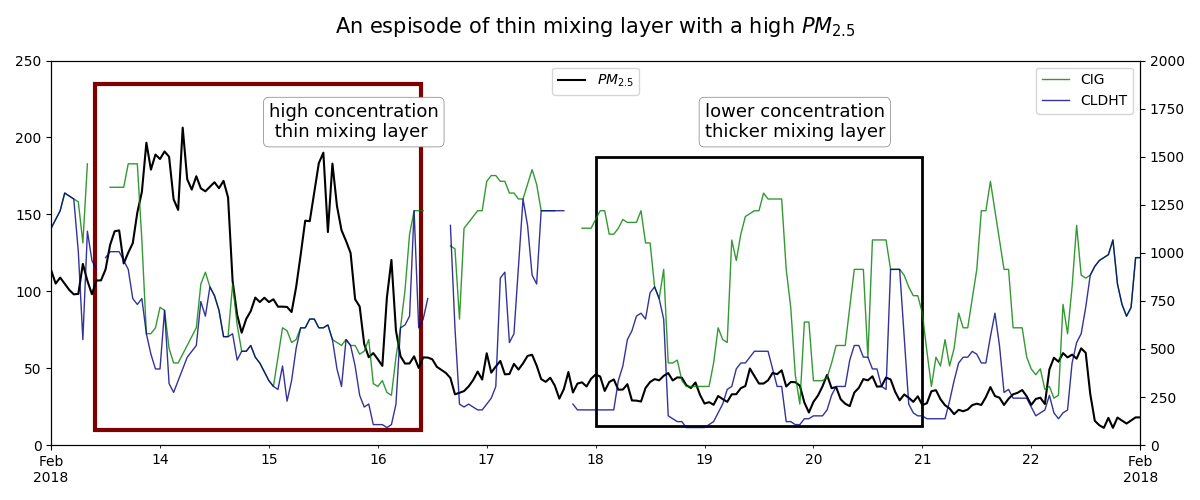 An espisode of thin mixing layer with a high PM2.5
250
200
150
100
50
0
2000
1750
1500
1250
1000
750
500
250
0
PM2.5
CIG
CLDHT
high concentration
thin mixing layer
lower concentration
thicker mixing layer
Feb
2018
14
15
16
17
18
19
20
21
22
Feb
2018